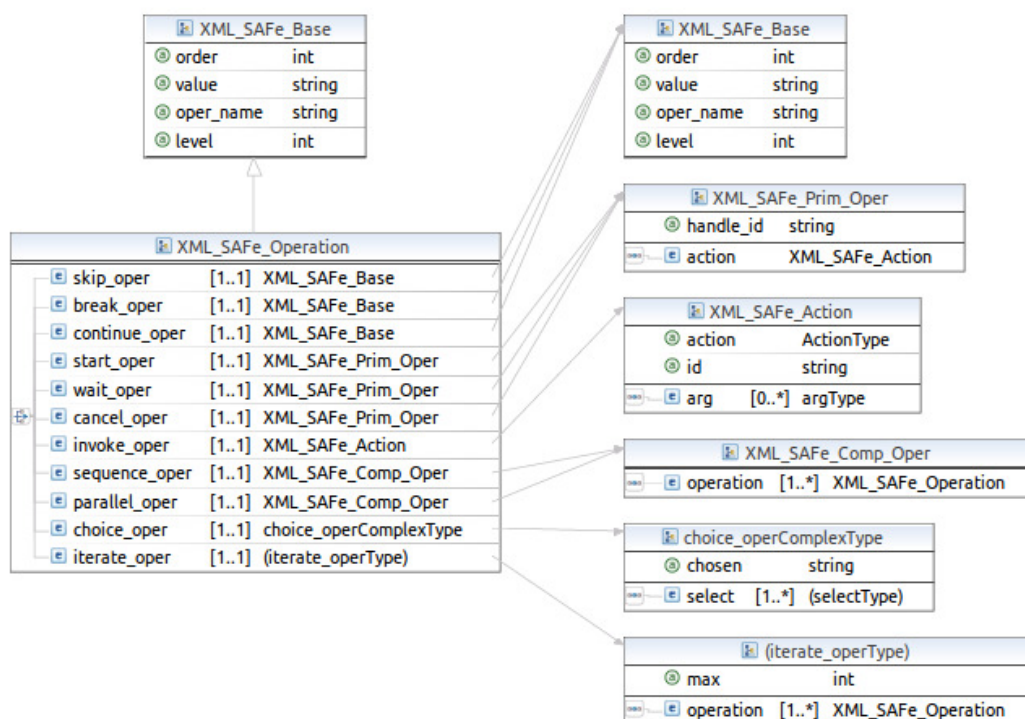 XML_SAFe_Base
order int
value string
oper_name string
level int
XML_SAFe_Operation
skip_oper [1..1] XML_SAFe_Base
break_oper [1..1] XML_SAFe_Base
continue_oper [1..1] XML_SAFe_Base
start_oper [1..1] XML_SAFe_Prim_Oper
wait_oper [1..1] XML_SAFe_Prim_Oper
cancel_oper [1..1] XML_SAFe_Prim_Oper
invoke_oper [1..1] XML_SAFe_Action
sequence_oper [1..1] XML_SAFe_Comp_Oper
parallel_oper [1..1] XML_SAFe_Comp_Oper
choice_oper [1..1] choice_operComplexType
iterate_oper [1..1] (iterate_operType)
XML_SAFe_Base
order int
value string
oper_name string
level int
XML_SAFe_Prim_Oper
handle_id string
action XML_SAFe_Action
XML_SAFe_Action
action ActionType
id string
arg [0..*] argType
XML_SAFe_Comp_Oper
operation [1..*] XML_SAFe_Operation
choice_operComplexType
chosen string
select [1..*] (selectType)
(iterate_operType)
max int
operation [1..*] XML_SAFe_Operation